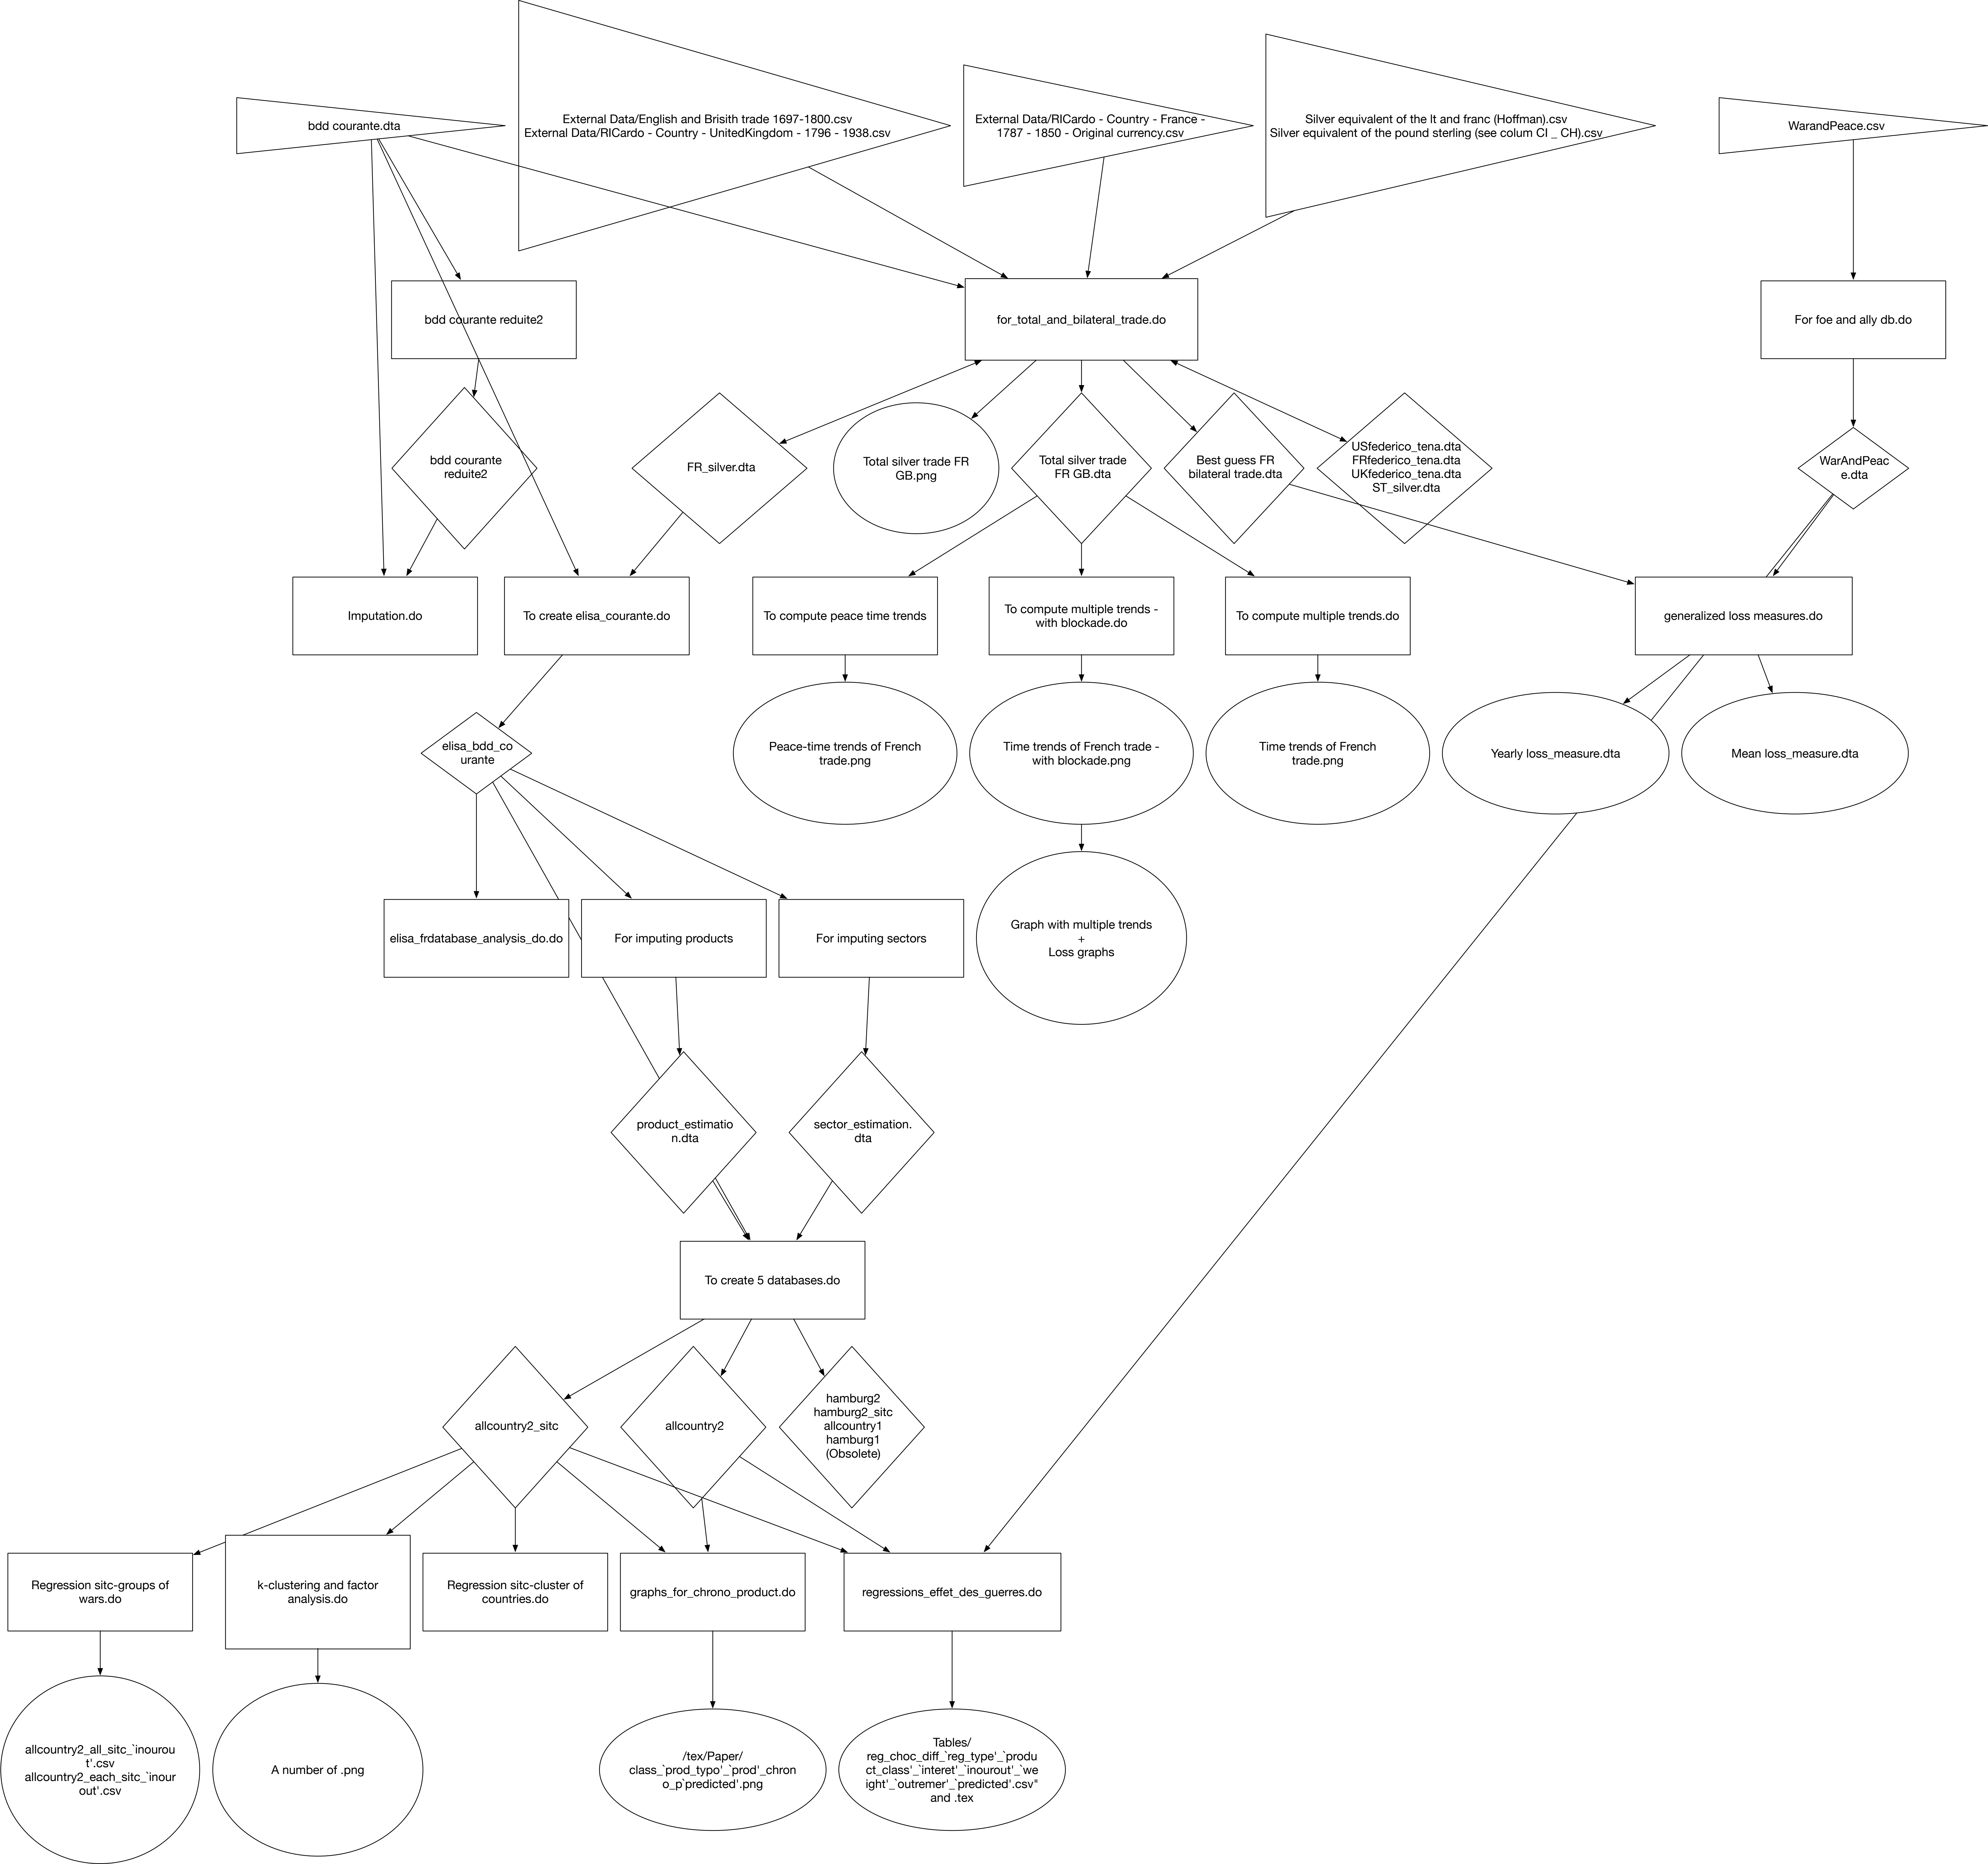 bdd courante.dta
External Data/English and Brisith trade 1697-1800.csv
External Data/RICardo - Country - UnitedKingdom - 1796 - 1938.csv
External Data/RICardo - Country - France -
1787 - 1850 - Original currency.csv
Silver equivalent of the lt and franc (Hoffman).csv
Silver equivalent of the pound sterling (see colum CI _ CH).csv
WarandPeace.csv
bdd courante reduite2
for_total_and_bilateral_trade.do
For foe and ally db.do
bdd courante
reduite2
FR_silver.dta
Total silver trade FR
GB.png
Total silver trade
FR GB.dta
Best guess FR
bilateral trade.dta
USfederico_tena.dta
FRfederico_tena.dta
UKfederico_tena.dta
ST_silver.dta
WarAndPeac
e.dta
Imputation.do
To create elisa_courante.do
To compute peace time trends
To compute multiple trends -
with blockade.do
To compute multiple trends.do
generalized loss measures.do
elisa_bdd_co
urante
Peace-time trends of French
trade.png
Time trends of French trade -
with blockade.png
Time trends of French
trade.png
Yearly loss_measure.dta
Mean loss_measure.dta
elisa_frdatabase_analysis_do.do
For imputing products
For imputing sectors
Graph with multiple trends
+
Loss graphs
product_estimatio
n.dta
sector_estimation.
dta
To create 5 databases.do
allcountry2_sitc
allcountry2
hamburg2
hamburg2_sitc
allcountry1
hamburg1
(Obsolete)
Regression sitc-groups of
wars.do
k-clustering and factor
analysis.do
Regression sitc-cluster of
countries.do
graphs_for_chrono_product.do
regressions_effet_des_guerres.do
allcountry2_all_sitc_`inourou
t'.csv
allcountry2_each_sitc_`inour
out'.csv
A number of .png
/tex/Paper/
class_`prod_typo'_`prod'_chron
o_p`predicted'.png
Tables/
reg_choc_diff_`reg_type'_`produ
ct_class'_`interet'_`inourout'_`we
ight'_`outremer'_`predicted'.csv"
and .tex